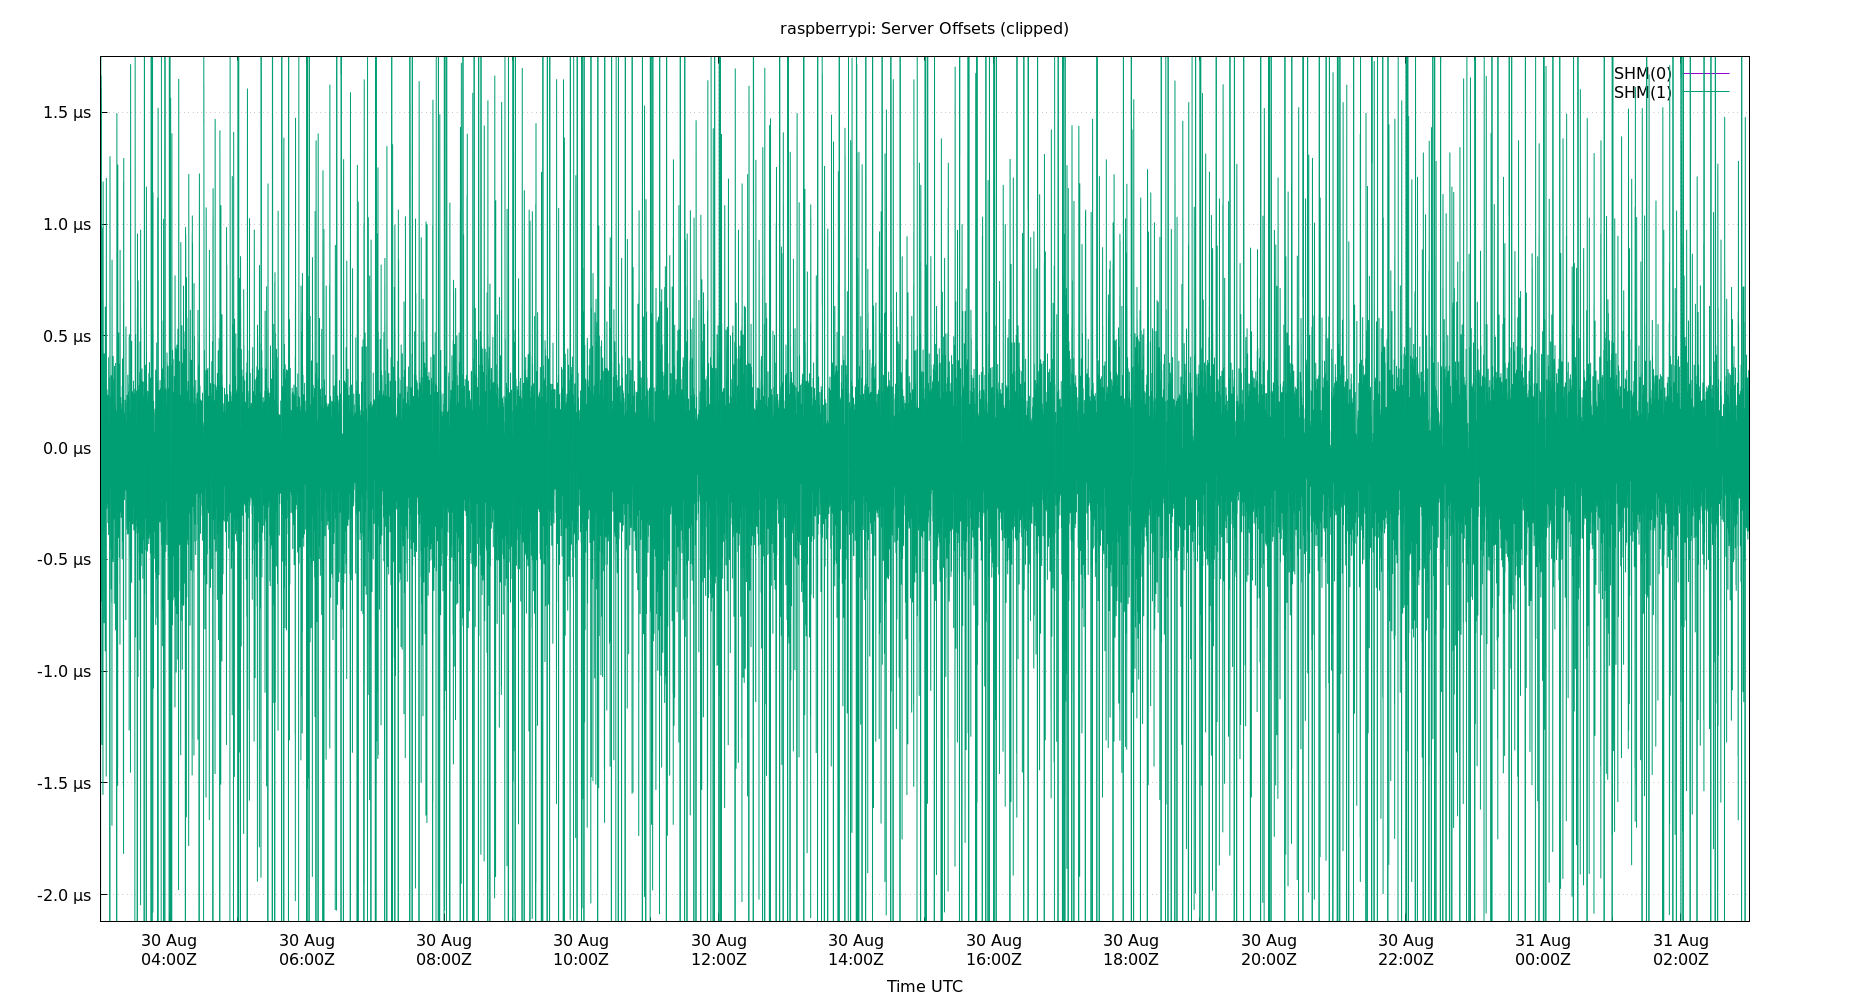 raspberrypi: Server Offsets (clipped)
SHM(0)
SHM(1)
1.5 µs
1.0 µs
0.5 µs
0.0 µs
-0.5 µs
-1.0 µs
-1.5 µs
-2.0 µs
30 Aug 30 Aug 30 Aug 30 Aug 30 Aug 30 Aug 30 Aug 30 Aug 30 Aug 30 Aug 31 Aug 31 Aug
04:00Z 06:00Z 08:00Z 10:00Z 12:00Z 14:00Z 16:00Z 18:00Z 20:00Z 22:00Z 00:00Z 02:00Z
Time UTC